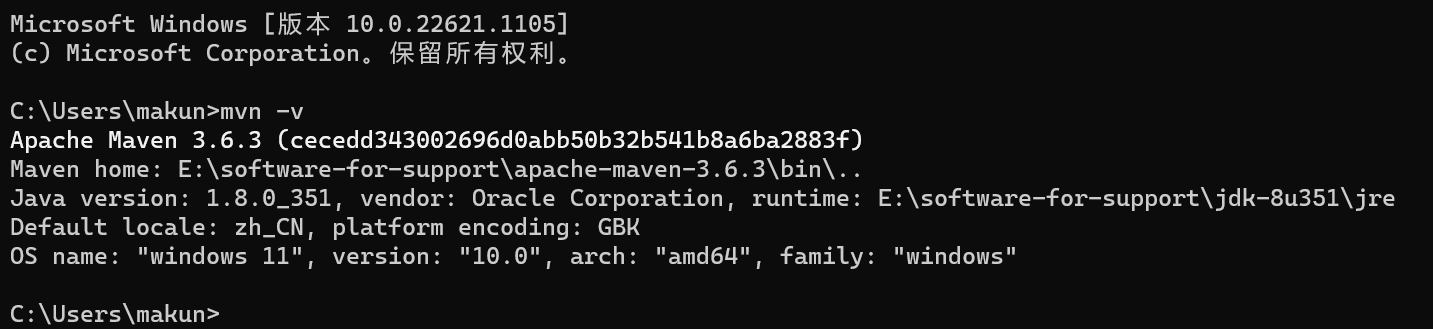 Microsoft Windows [版本 10.0.22621.1105]
(c) Microsoft Corporation。保留所有权利。
C:\Users\makun>mvn -v
Apache Maven 3.6.3 (cecedd343002696d0abb50b32b541b8a6ba2883f)
Maven home: E:\software-for-support\apache-maven-3.6.3\bin\..
Java version: 1.8.0_351, vendor: Oracle Corporation, runtime: E:\software-for-support\jdk-8u351\jre
Default locale: zh_CN, platform encoding: GBK
OS name: "windows 11", version: "10.0", arch: "amd64", family: "windows"
C:\Users\makun>